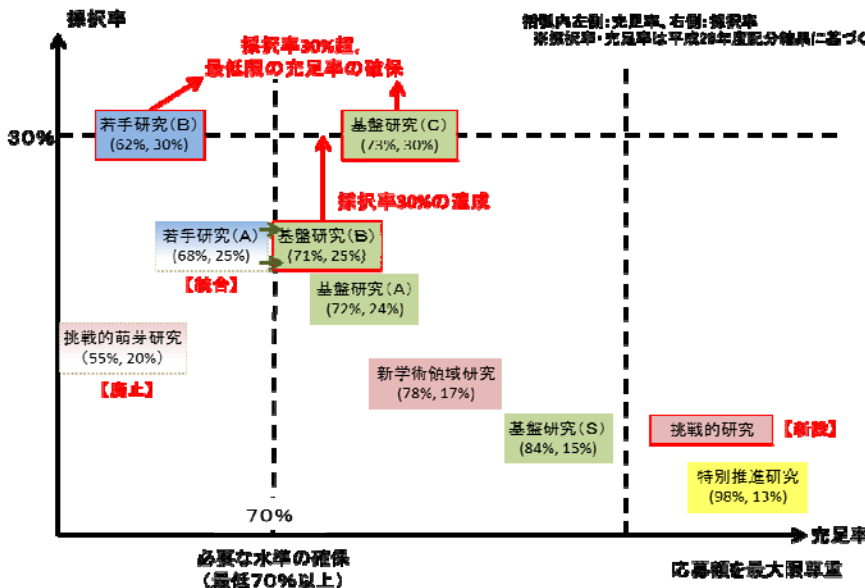 採択率
括弧内左側:充足率、右側:採択率
※採択率・充足率は平成28年度配分結果に基づく
採択率30%超、
最低限の充足率の確保
30%
若手研究(B)
(62%, 30%)
基盤研究(C)
(73%, 30%)
採択率30%の達成
若手研究(A)
(68%, 25%)
基盤研究(B)
(71%, 25%)
【統合】
基盤研究(A)
(72%, 24%)
挑戦的萌芽研究
(55%, 20%)
【廃止】
新学術領域研究
(78%, 17%)
基盤研究(S)
(84%, 15%)
挑戦的研究
【新設】
特別推進研究
(98%, 13%)
70%
充足率
必要な水準の確保
(最低70%以上)
応募額を最大限尊重